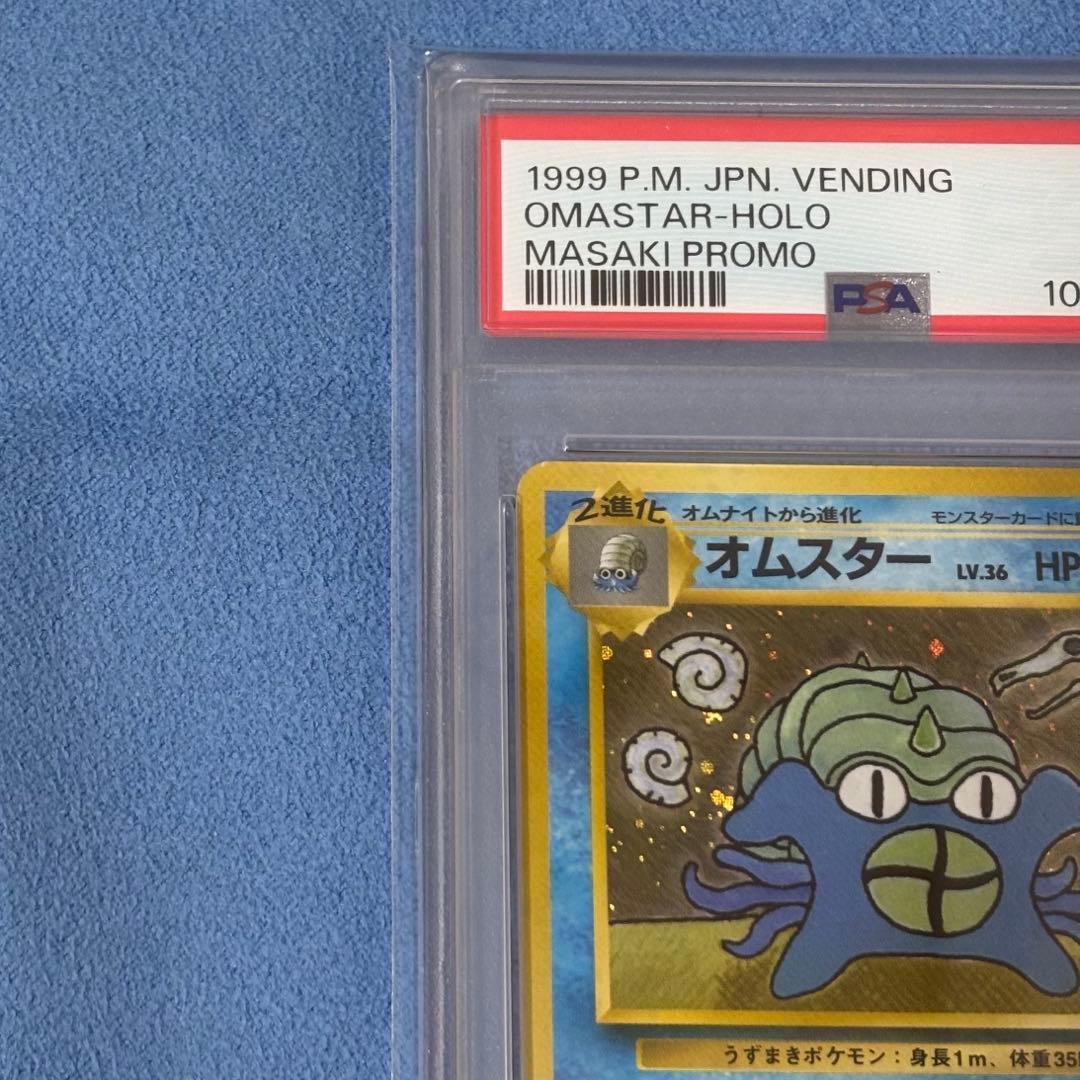 1999 P.M. JPN. VENDING
OMASTAR-HOLO
MASAKI PROMO
PSA
10
2進化 オムナイトから進化 モンスターカードに
オムスター LV.36 HP
うずまきポケモン：身長1m、体重35